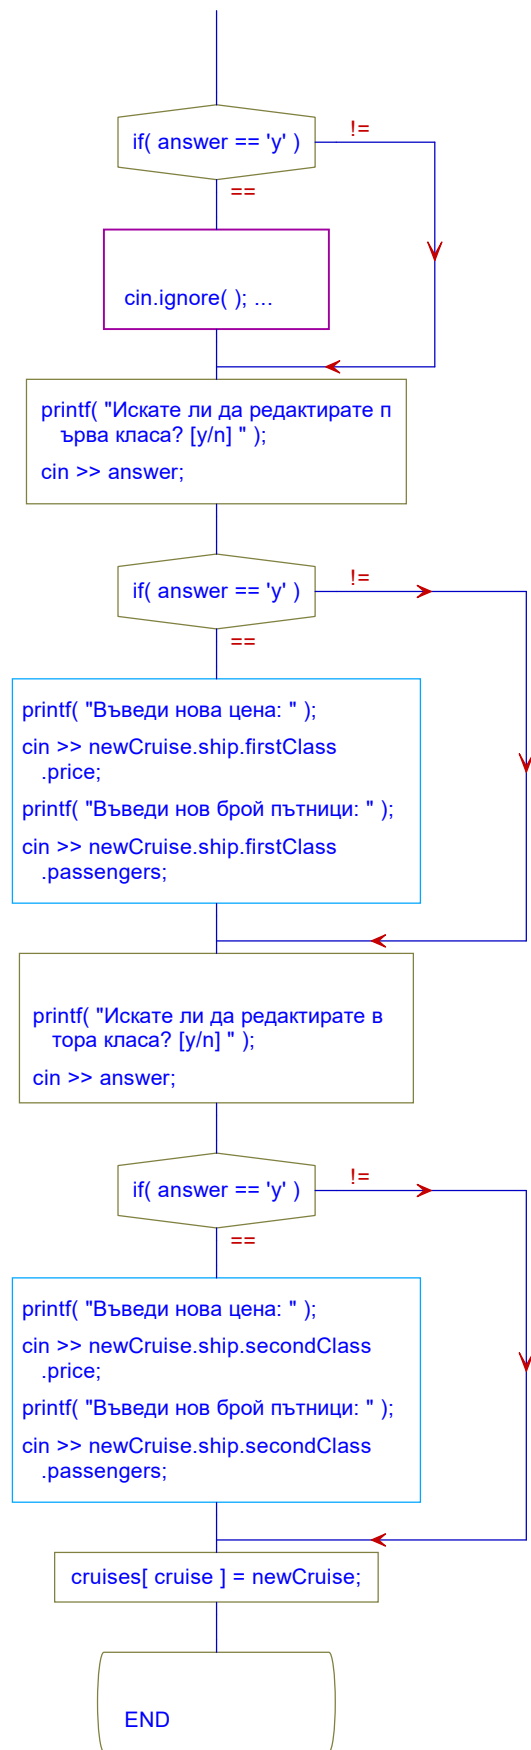 if( answer == 'y' )
!=
==
cin.ignore( ); ...
printf( "Искате ли да редактирате п
ърва класа? [y/n] " );
cin >> answer;
if( answer == 'y' )
!=
==
printf( "Въведи нова цена: " );
cin >> newCruise.ship.firstClass
.price;
printf( "Въведи нов брой пътници: " );
cin >> newCruise.ship.firstClass
.passengers;
printf( "Искате ли да редактирате в
тора класа? [y/n] " );
cin >> answer;
if( answer == 'y' )
!=
==
printf( "Въведи нова цена: " );
cin >> newCruise.ship.secondClass
.price;
printf( "Въведи нов брой пътници: " );
cin >> newCruise.ship.secondClass
.passengers;
cruises[ cruise ] = newCruise;
END